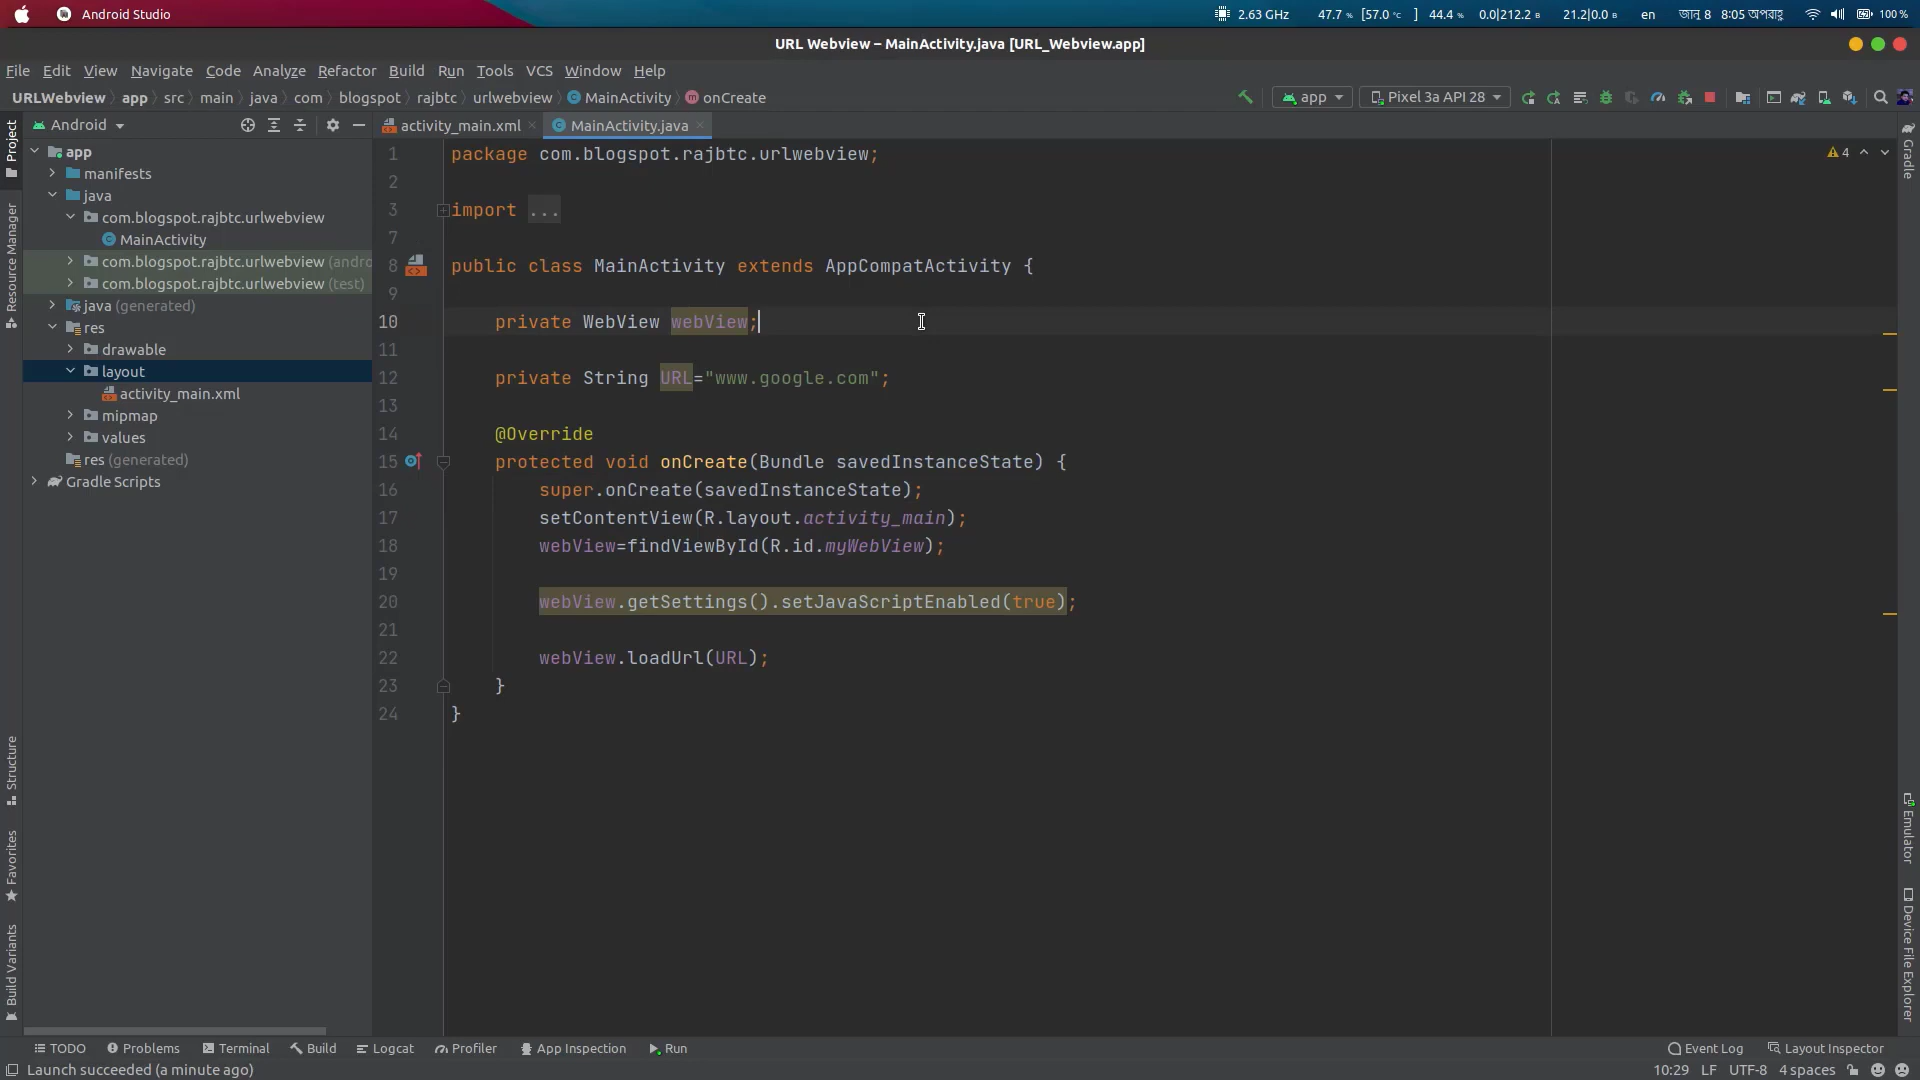 Android Studio
2.63 GHz 47.7 % [57.0 °C ] 44.4 % 0.0|212.2 B 21.2|0.0 B en জানু 8 8:05 অপরাহ্ণ 100 %
URL Webview – MainActivity.java [URL_Webview.app]
File Edit View Navigate Code Analyze Refactor Build Run Tools VCS Window Help
URLWebview app src main java com blogspot rajbtc urlwebview MainActivity onCreate
app Pixel 3a API 28
Android
activity_main.xml MainActivity.java
Project
Resource Manager
Structure
Favorites
Build Variants
app
manifests
java
com.blogspot.rajbtc.urlwebview
MainActivity
com.blogspot.rajbtc.urlwebview (andro
com.blogspot.rajbtc.urlwebview (test)
java (generated)
res
drawable
layout
activity_main.xml
mipmap
values
res (generated)
Gradle Scripts
4
1 package com.blogspot.rajbtc.urlwebview;
2
3 import ...
7
8 public class MainActivity extends AppCompatActivity {
9
10 private WebView webView;
11
12 private String URL="www.google.com";
13
14 @Override
15 protected void onCreate(Bundle savedInstanceState) {
16 super.onCreate(savedInstanceState);
17 setContentView(R.layout.activity_main);
18 webView=findViewById(R.id.myWebView);
19
20 webView.getSettings().setJavaScriptEnabled(true);
21
22 webView.loadUrl(URL);
23 }
24 }
Gradle
Emulator
Device File Explorer
TODO Problems Terminal Build Logcat Profiler App Inspection Run Event Log Layout Inspector
Launch succeeded (a minute ago) 10:29 LF UTF-8 4 spaces